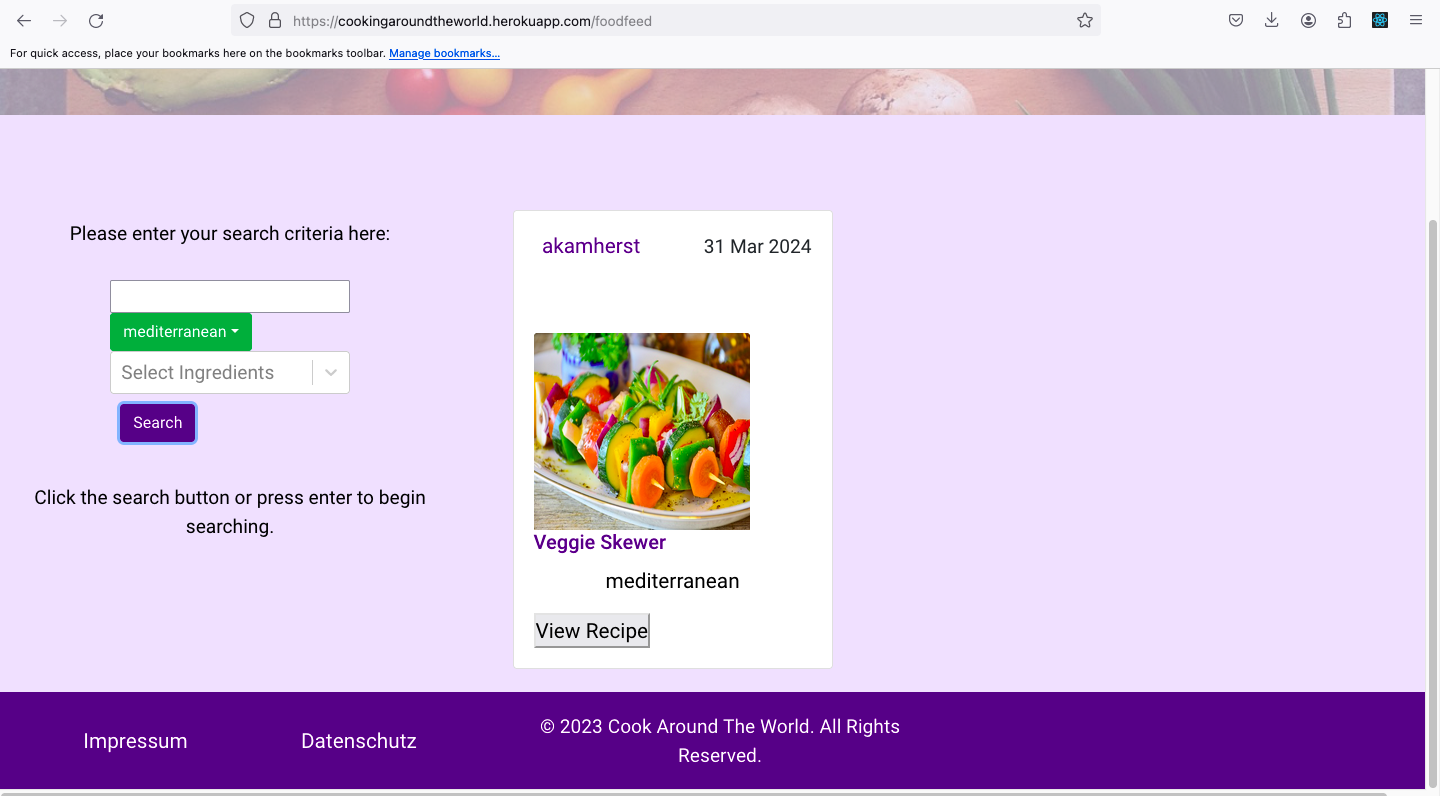 https://cookingaroundtheworld.herokuapp.com/foodfeed
For quick access, place your bookmarks here on the bookmarks toolbar. Manage bookmarks...
Please enter your search criteria here:
mediterranean
Select Ingredients
Search
Click the search button or press enter to begin
searching.
akamherst 31 Mar 2024
Veggie Skewer
mediterranean
View Recipe
Impressum
Datenschutz
© 2023 Cook Around The World. All Rights
Reserved.